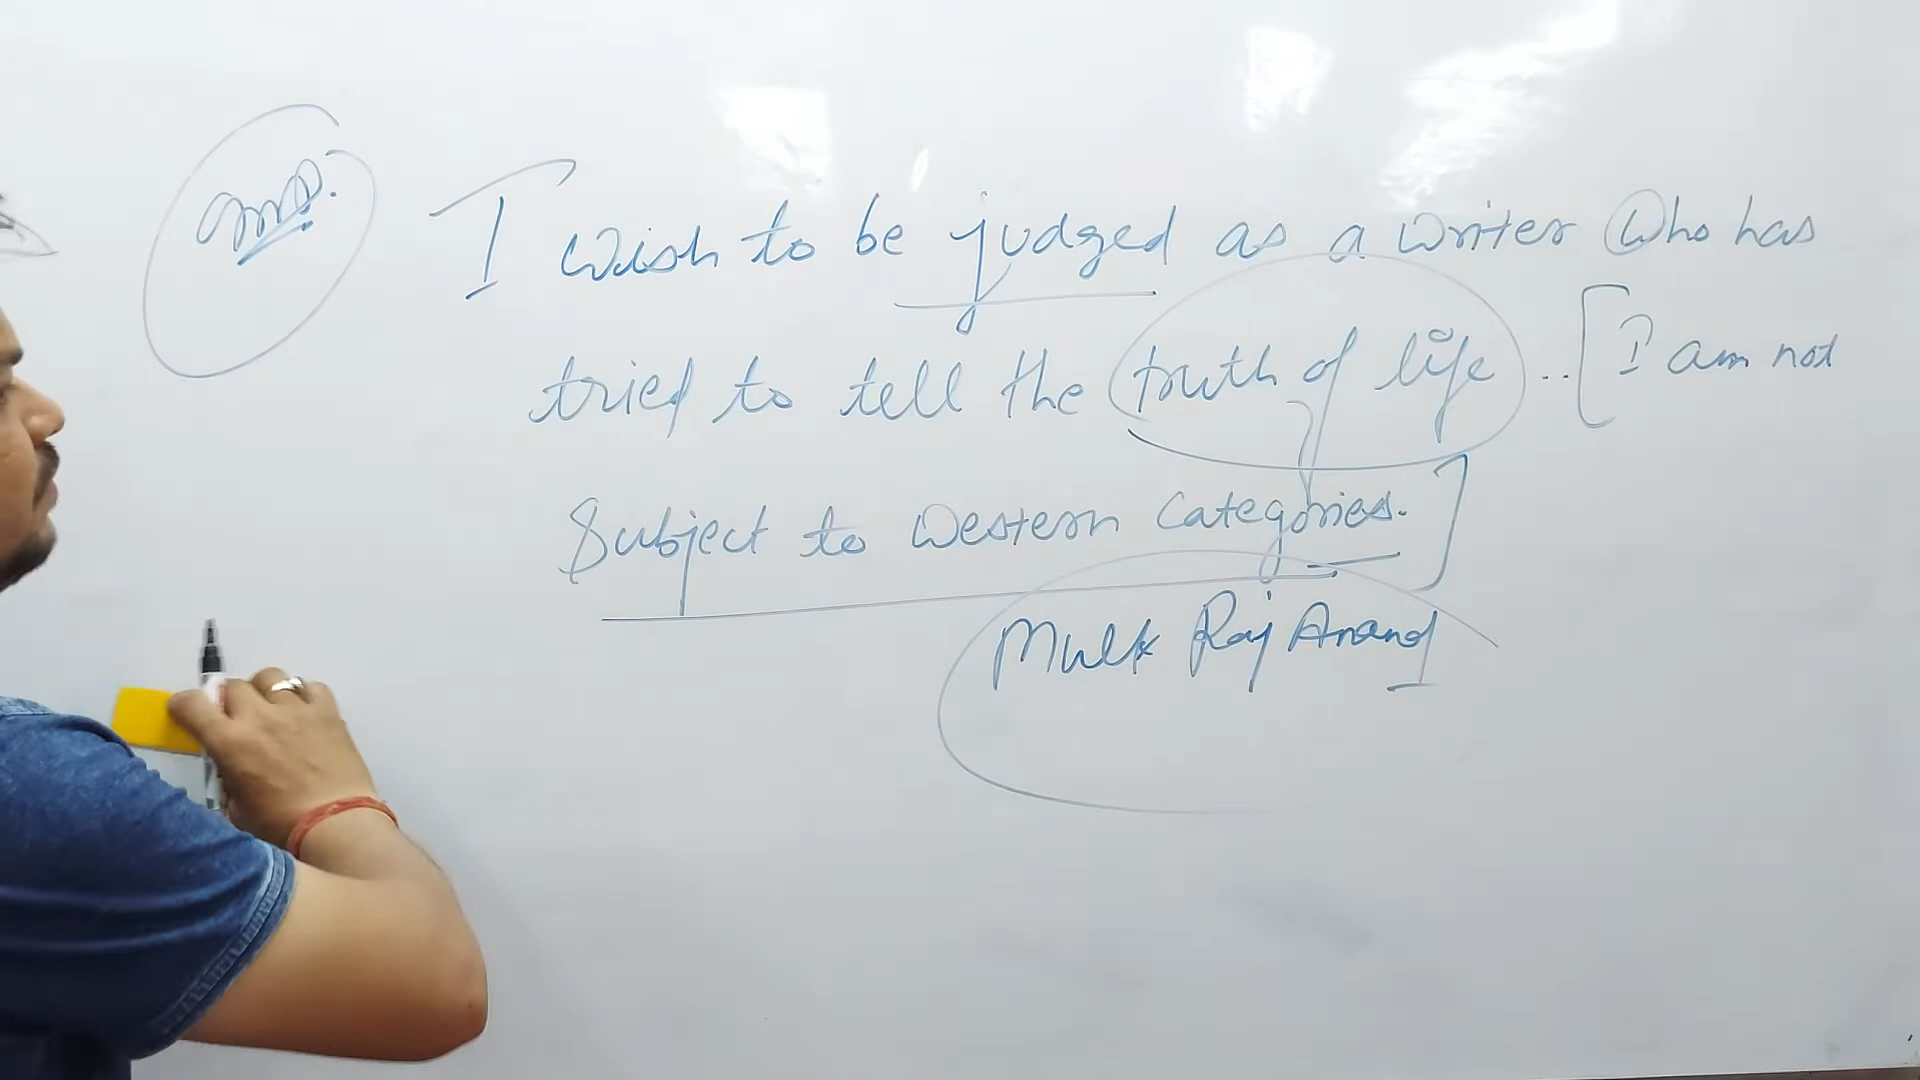 Imp.
I wish to be judged as a writer who has
tried to tell the truth of life .. [I am not
Subject to Western Categories.]
Mulk Raj Anand